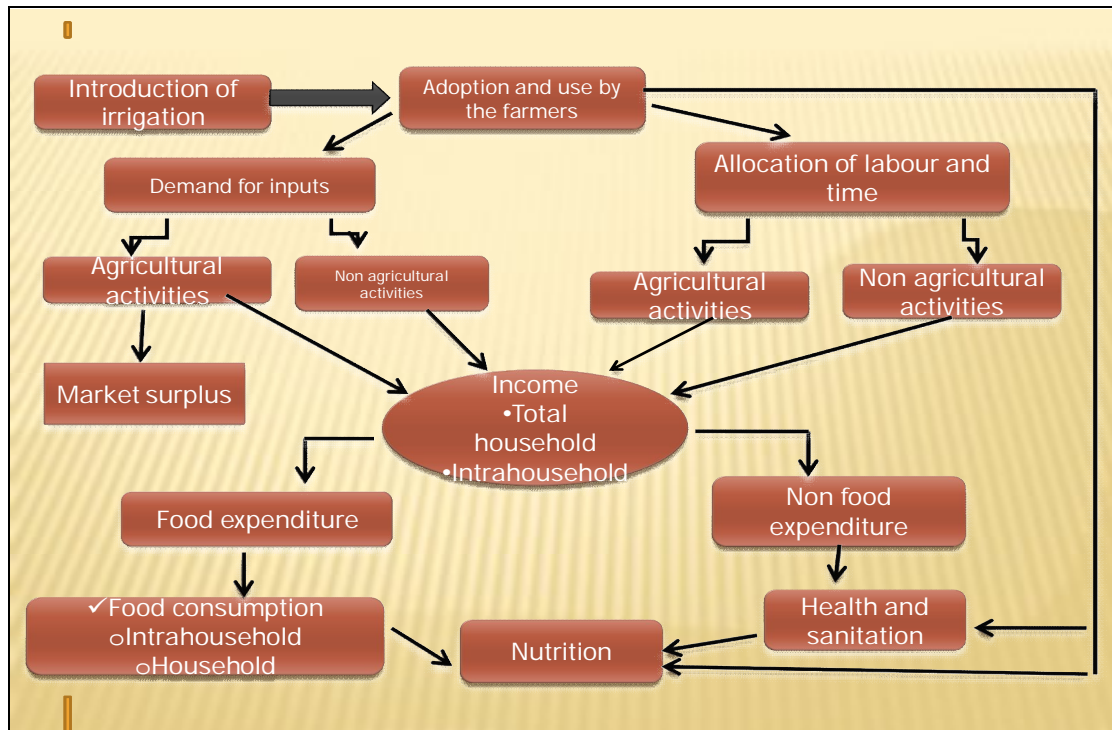 Introduction of
irrigation
Adoption and use by
the farmers
Demand for inputs
Allocation of labour and
time
Agricultural
activities
Non agricultural
activities
Agricultural
activities
Non agricultural
activities
Market surplus
Income
•Total
household
•Intrahousehold
Food expenditure
Non food
expenditure
✓Food consumption
oIntrahousehold
oHousehold
Nutrition
Health and
sanitation